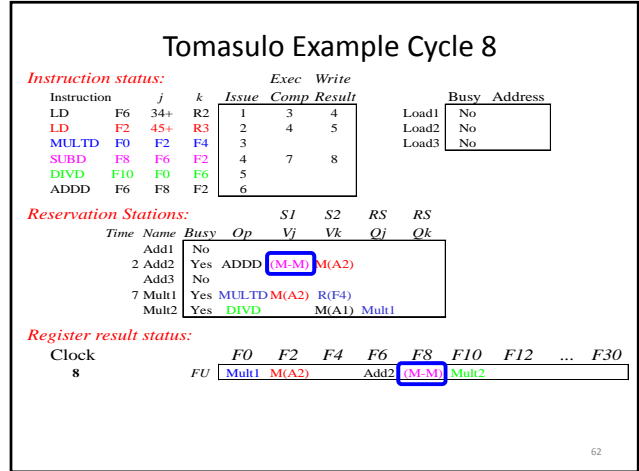 Tomasulo Example Cycle 8
Instruction status: Exec Write
Instruction j k Issue Comp Result Busy Address
LD F6 34+ R2 1 3 4 Load1 No
LD F2 45+ R3 2 4 5 Load2 No
MULTD F0 F2 F4 3 Load3 No
SUBD F8 F6 F2 4 7 8
DIVD F10 F0 F6 5
ADDD F6 F8 F2 6
Reservation Stations: S1 S2 RS RS
Time Name Busy Op Vj Vk Qj Qk
Add1 No
2 Add2 Yes ADDD (M-M) M(A2)
Add3 No
7 Mult1 Yes MULTD M(A2) R(F4)
Mult2 Yes DIVD M(A1) Mult1
Register result status:
Clock F0 F2 F4 F6 F8 F10 F12 ... F30
8 FU Mult1 M(A2) Add2 (M-M) Mult2
62